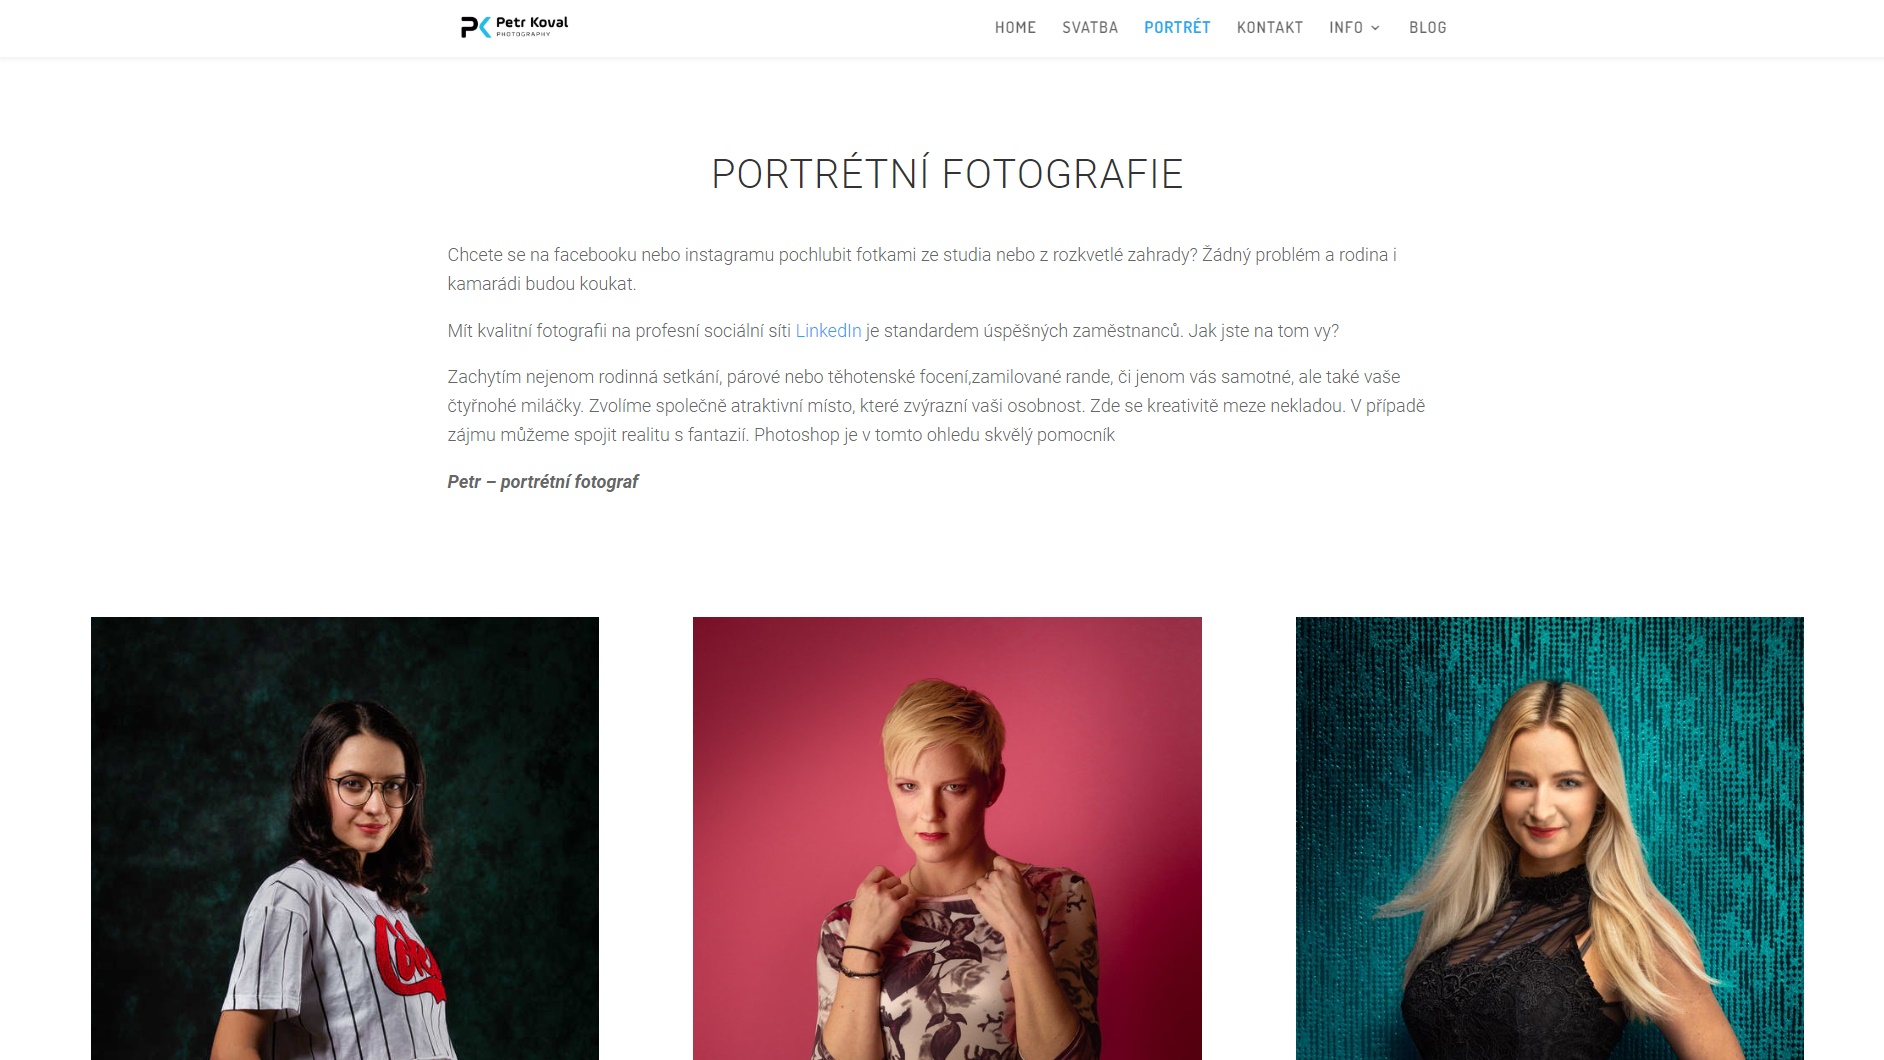 Petr Koval
PHOTOGRAPHY
HOME SVATBA PORTRÉT KONTAKT INFO BLOG
PORTRÉTNÍ FOTOGRAFIE
Chcete se na facebooku nebo instagramu pochlubit fotkami ze studia nebo z rozkvetlé zahrady? Žádný problém a rodina i
kamarádi budou koukat.
Mít kvalitní fotografii na profesní sociální síti LinkedIn je standardem úspěšných zaměstnanců. Jak jste na tom vy?
Zachytím nejenom rodinná setkání, párové nebo těhotenské focení,zamilované rande, či jenom vás samotné, ale také vaše
čtyřnohé miláčky. Zvolíme společně atraktivní místo, které zvýrazní vaši osobnost. Zde se kreativitě meze nekladou. V případě
zájmu můžeme spojit realitu s fantazií. Photoshop je v tomto ohledu skvělý pomocník
Petr – portrétní fotograf